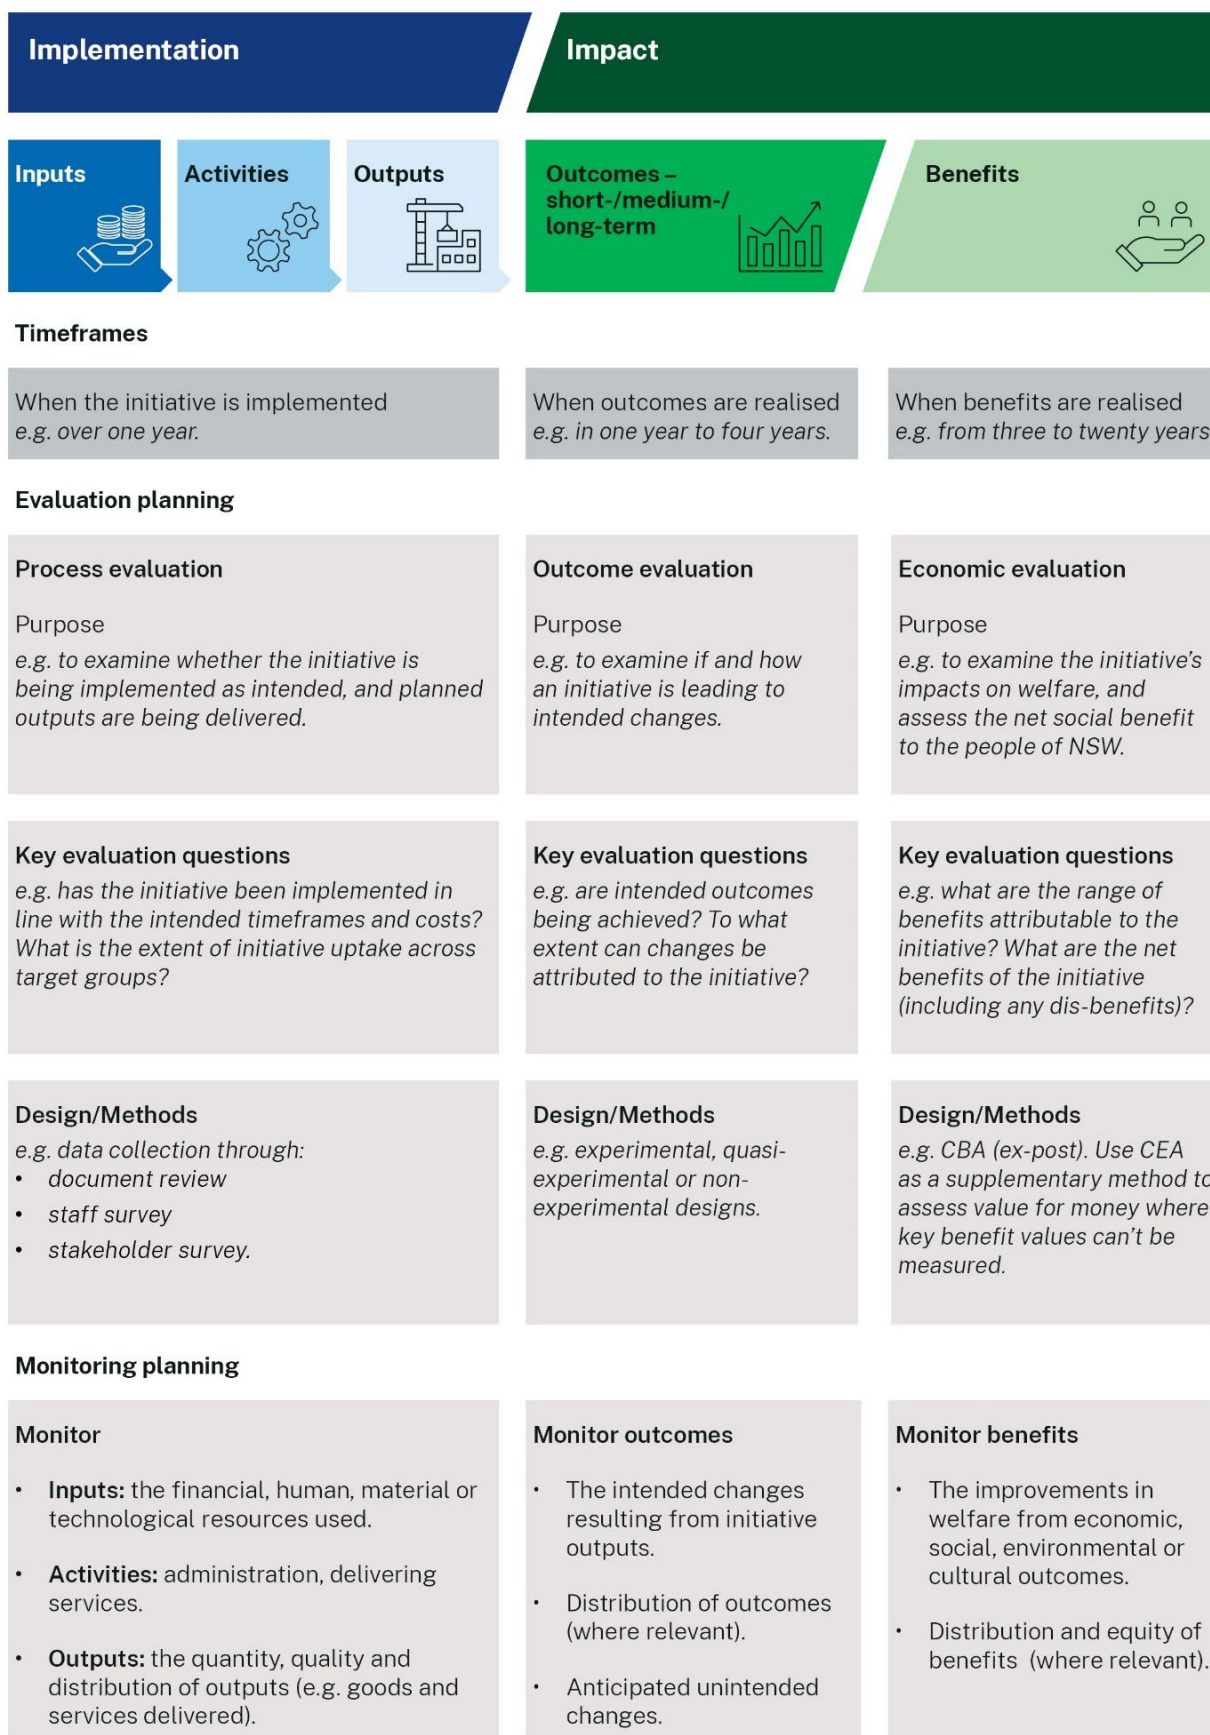 Implementation
Impact
Inputs
Activities
Outputs
Outcomes –
short-/medium-/
long-term
Benefits
Timeframes
When the initiative is implemented
e.g. over one year.
When outcomes are realised
e.g. in one year to four years.
When benefits are realised
e.g. from three to twenty years
Evaluation planning
Process evaluation
Purpose
e.g. to examine whether the initiative is
being implemented as intended, and planned
outputs are being delivered.
Outcome evaluation
Purpose
e.g. to examine if and how
an initiative is leading to
intended changes.
Economic evaluation
Purpose
e.g. to examine the initiative’s
impacts on welfare, and
assess the net social benefit
to the people of NSW.
Key evaluation questions
e.g. has the initiative been implemented in
line with the intended timeframes and costs?
What is the extent of initiative uptake across
target groups?
Key evaluation questions
e.g. are intended outcomes
being achieved? To what
extent can changes be
attributed to the initiative?
Key evaluation questions
e.g. what are the range of
benefits attributable to the
initiative? What are the net
benefits of the initiative
(including any dis-benefits)?
Design/Methods
e.g. data collection through:
• document review
• staff survey
• stakeholder survey.
Design/Methods
e.g. experimental, quasi-
experimental or non-
experimental designs.
Design/Methods
e.g. CBA (ex-post). Use CEA
as a supplementary method to
assess value for money where
key benefit values can’t be
measured.
Monitoring planning
Monitor
• Inputs: the financial, human, material or
technological resources used.
• Activities: administration, delivering
services.
• Outputs: the quantity, quality and
distribution of outputs (e.g. goods and
services delivered).
Monitor outcomes
• The intended changes
resulting from initiative
outputs.
• Distribution of outcomes
(where relevant).
• Anticipated unintended
changes.
Monitor benefits
• The improvements in
welfare from economic,
social, environmental or
cultural outcomes.
• Distribution and equity of
benefits (where relevant).